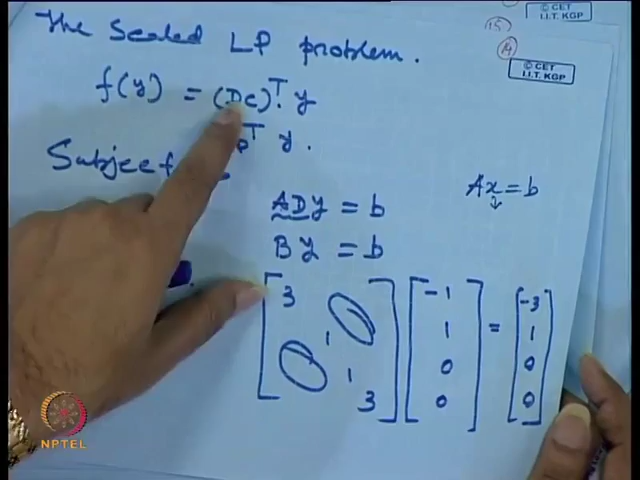 © CET
I.I.T. KGP
The Scaled LP problem.
15
A
© CET
I.I.T. KGP
f(y) = (DC)ᵀ. y
ᵀ y .
Subject
Ax = b
ADy = b
By = b
3 1 1 3
-1 1 0 0
=
-3 1 0 0
NPTEL